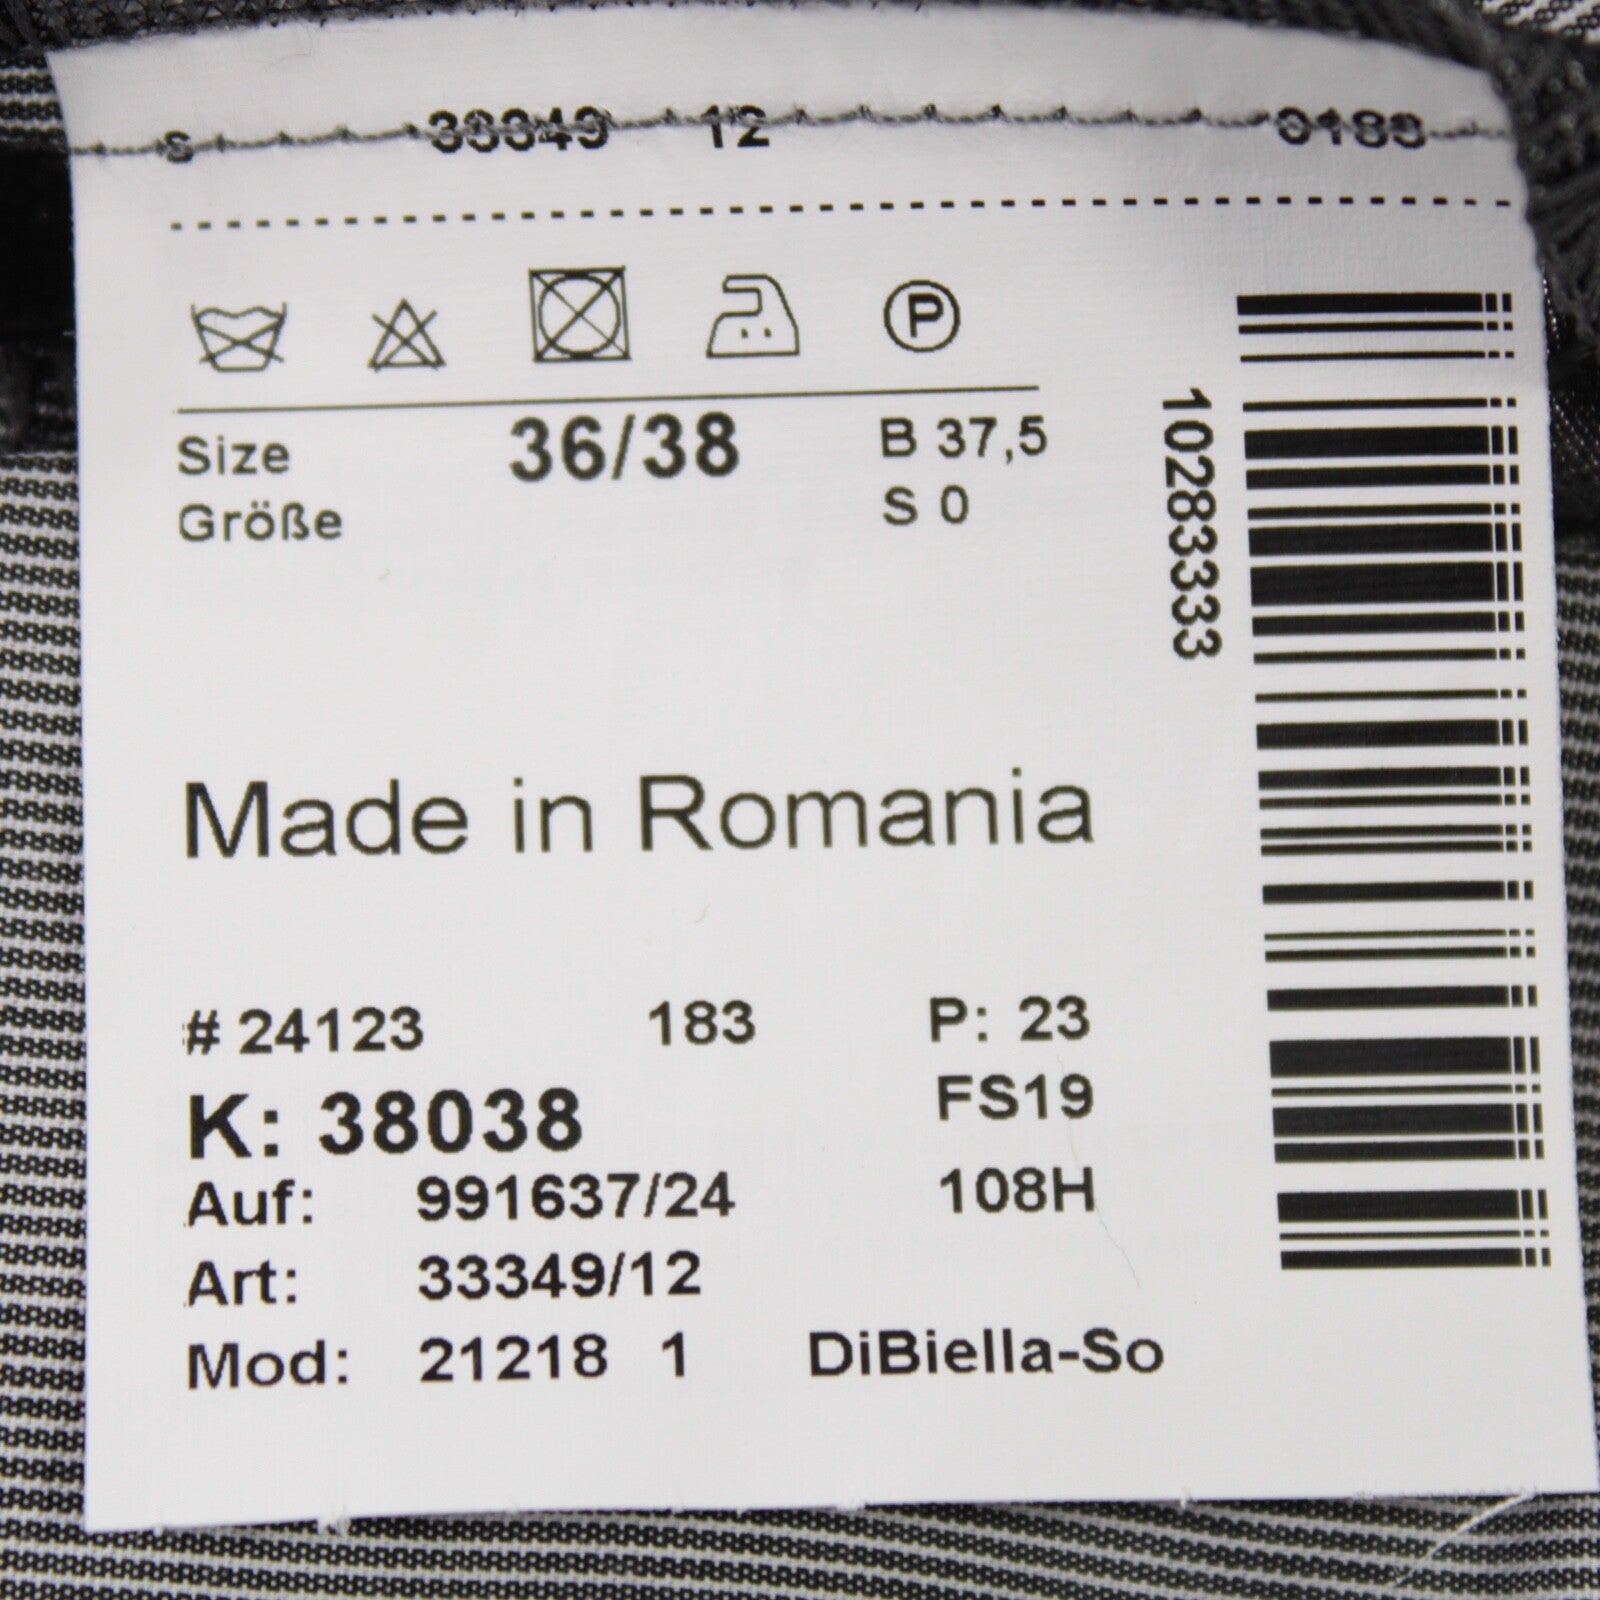 s 33349 12 0183
P
Size 36/38 B 37,5
Größe S 0
10283333
Made in Romania
# 24123 183 P: 23
K: 38038 FS19
Auf: 991637/24 108H
Art: 33349/12
Mod: 21218 1 DiBiella-So